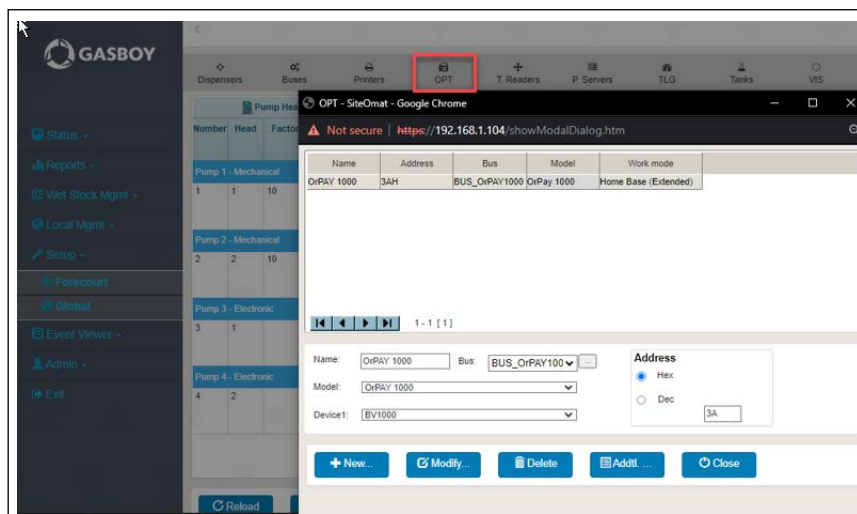 GASBOY
Dispensers Buses Printers OPT T. Readers P. Servers TLG Tanks VIS
Pump Hea
Number Head Factor
Pump 1 - Mechanical
1 1 10
Pump 2 - Mechanical
2 2 10
Pump 3 - Electronic
3 1
Pump 4 - Electronic
4 2
Reload
Status
Reports
Wet Stock Mgmt
Local Mgmt
Setup
Forecourt
Global
Event Viewer
Admin
Exit
OPT - SiteOmat - Google Chrome
Not secure | https://192.168.1.104/showModalDialog.htm
Name Address Bus Model Work mode
OrPAY 1000 3AH BUS_OrPAY1000 OrPay 1000 Home Base (Extended)
1 - 1 [1]
Name: OrPAY 1000 Bus: BUS_OrPAY100 ...
Model: OrPAY 1000
Device1: BV1000
Address
Hex
Dec
3A
New... Modify... Delete Addtl. ... Close